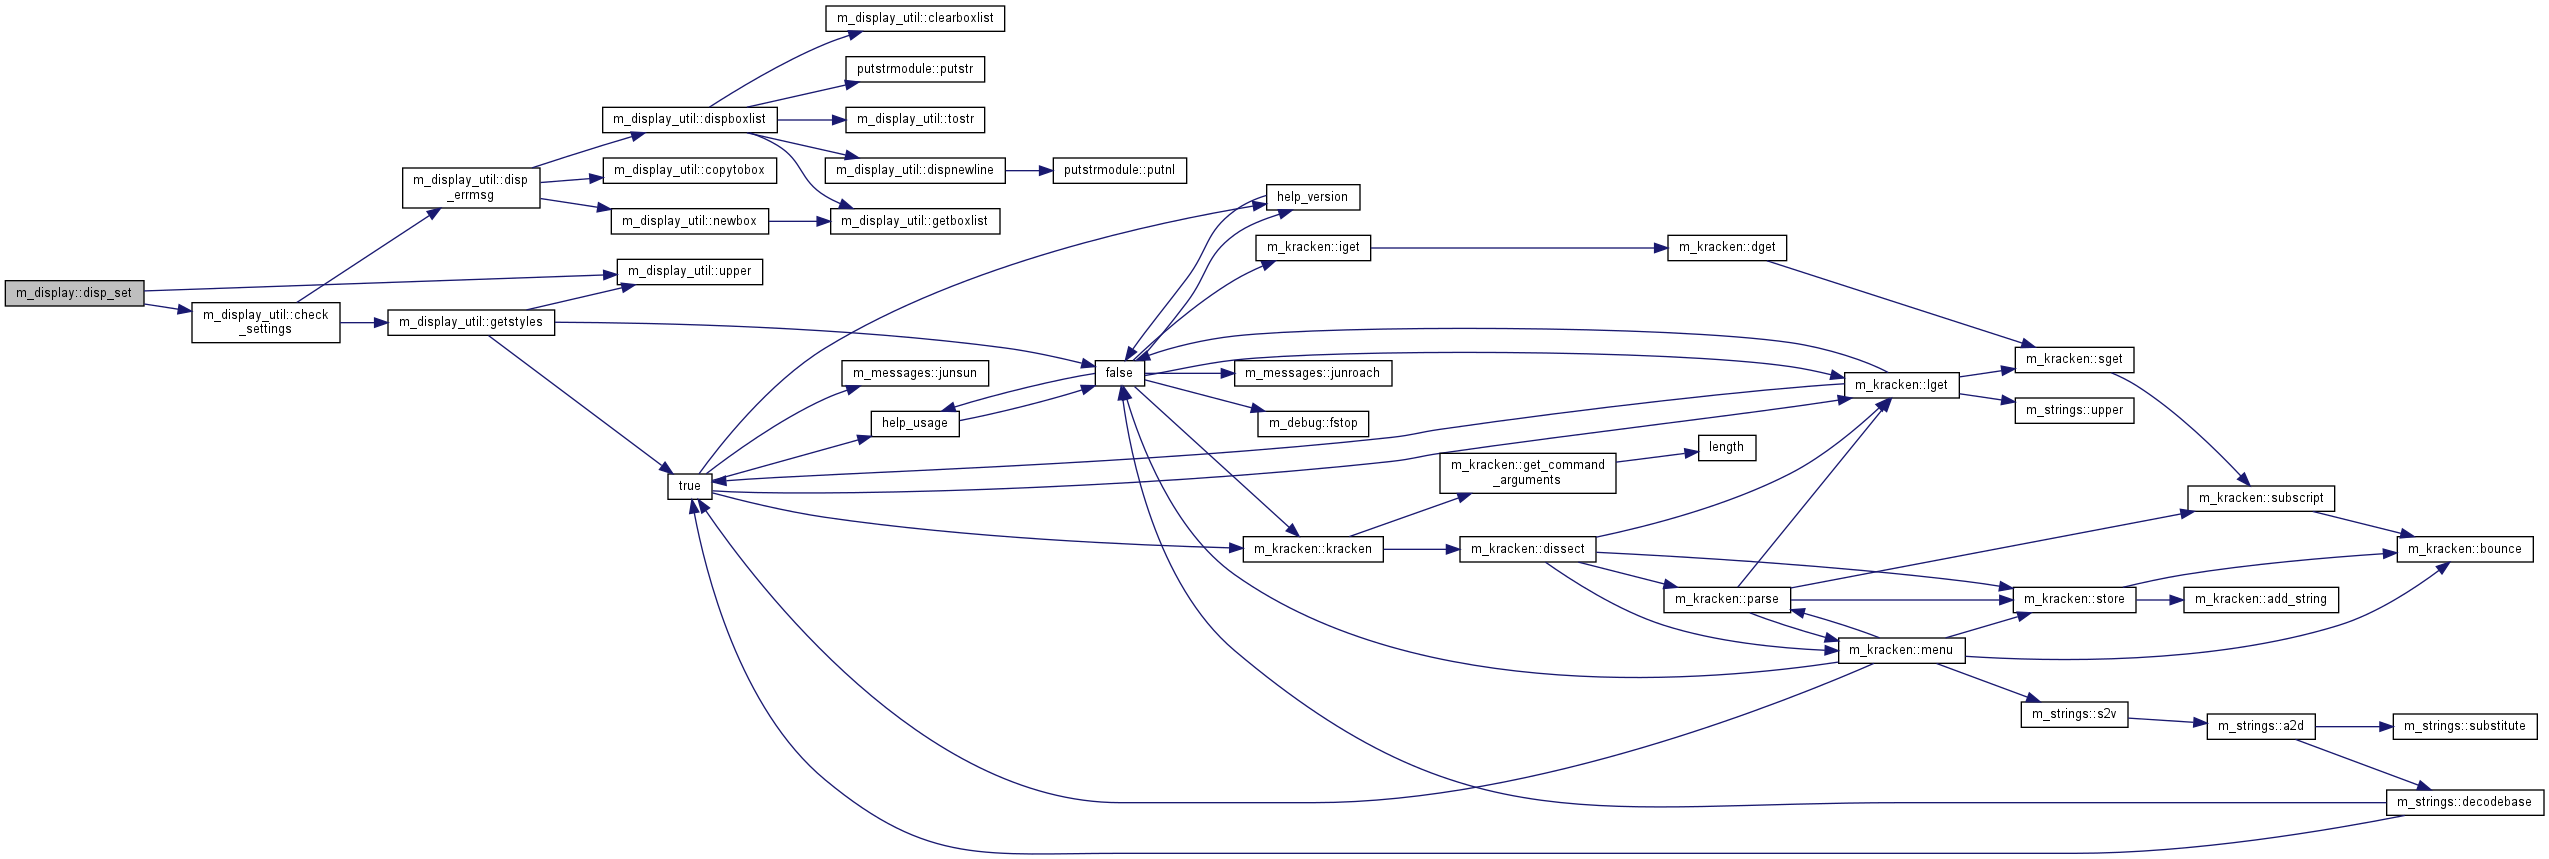 m_display_util::clearboxlist
putstrmodule::putstr
m_display_util::dispboxlist
m_display_util::tostr
m_display_util::disp
_errmsg
m_display_util::copytobox
m_display_util::dispnewline
putstrmodule::putnl
m_display_util::newbox
m_display_util::getboxlist
help_version
m_kracken::iget
m_kracken::dget
m_display_util::upper
m_display::disp_set
m_display_util::check
_settings
m_display_util::getstyles
m_kracken::sget
m_messages::junsun
false
m_messages::junroach
m_kracken::lget
m_strings::upper
help_usage
m_debug::fstop
length
m_kracken::get_command
_arguments
true
m_kracken::subscript
m_kracken::kracken
m_kracken::dissect
m_kracken::bounce
m_kracken::parse
m_kracken::store
m_kracken::add_string
m_kracken::menu
m_strings::s2v
m_strings::a2d
m_strings::substitute
m_strings::decodebase